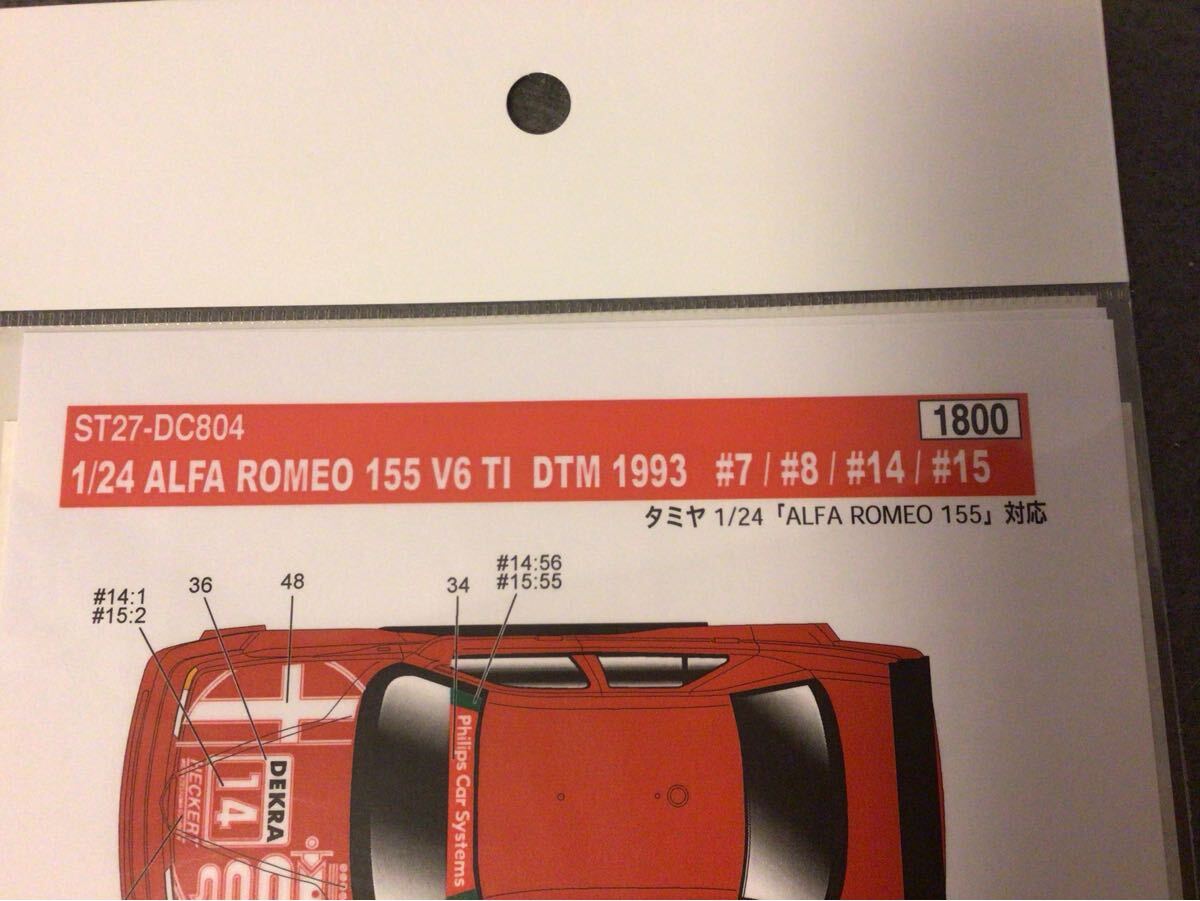 ST27-DC804
1800
1/24 ALFA ROMEO 155 V6 TI DTM 1993 #7 / #8 / #14 / #15
タミヤ 1/24「ALFA ROMEO 155」対応
#14:56
#15:55
#14:1
#15:2
36
48
34
Philips Car Systems
DEKRA
14